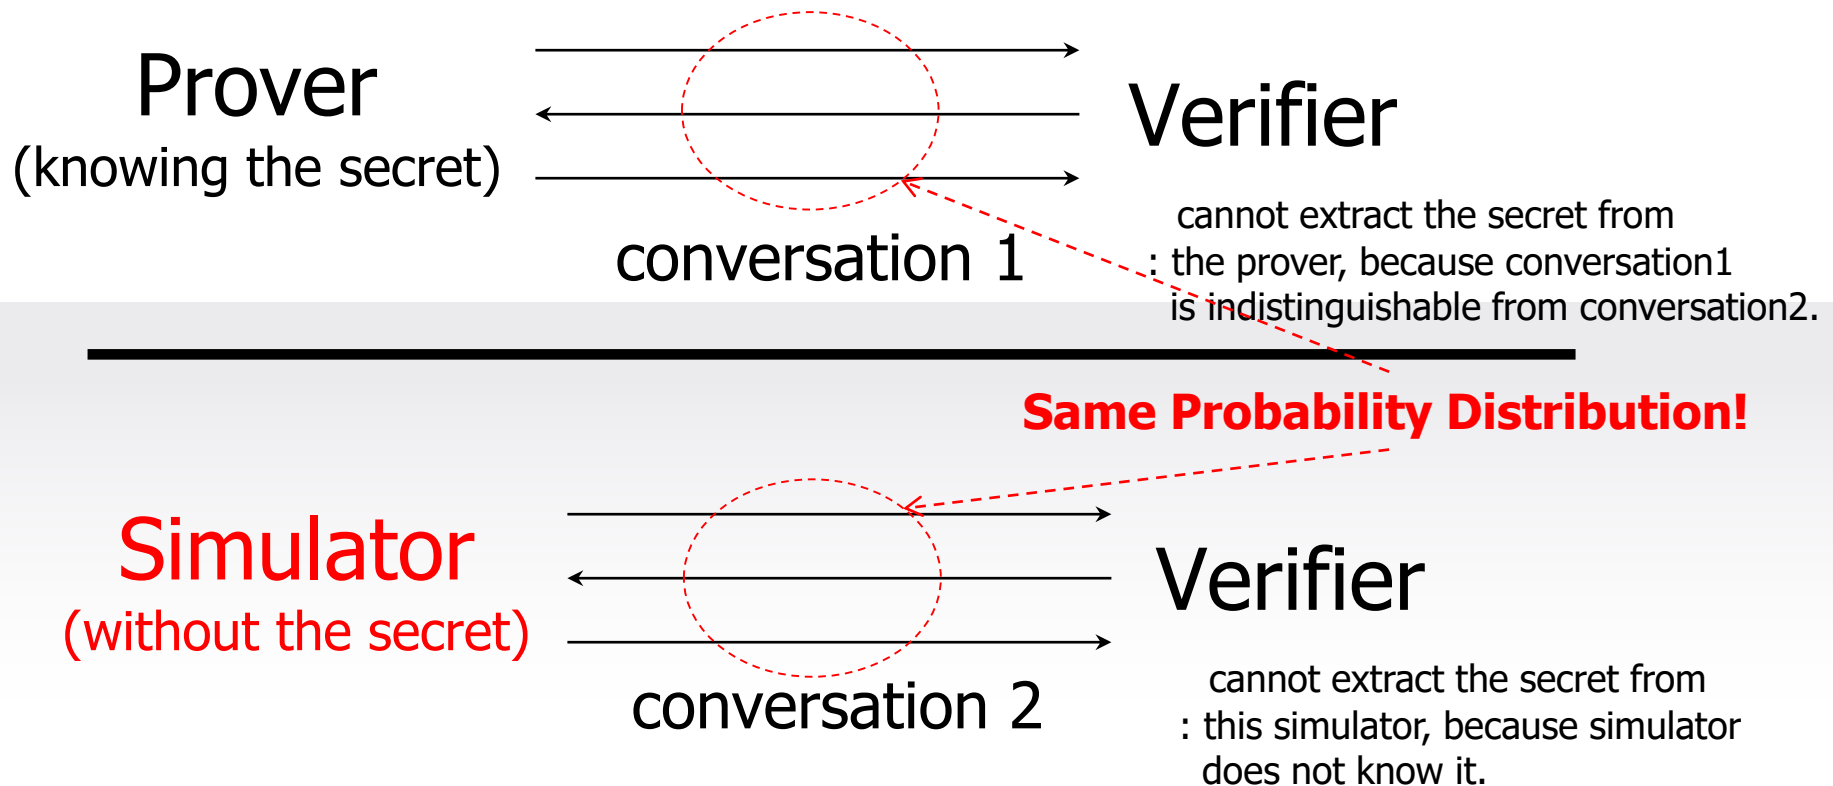 Prover
(knowing the secret)
Verifier
conversation 1
cannot extract the secret from
: the prover, because conversation1
is indistinguishable from conversation2.
Same Probability Distribution!
Simulator
(without the secret)
Verifier
conversation 2
cannot extract the secret from
: this simulator, because simulator
does not know it.